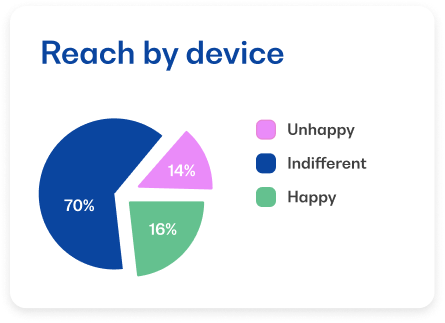 Reach by device
Unhappy
14%
Indifferent
70%
Happy
16%